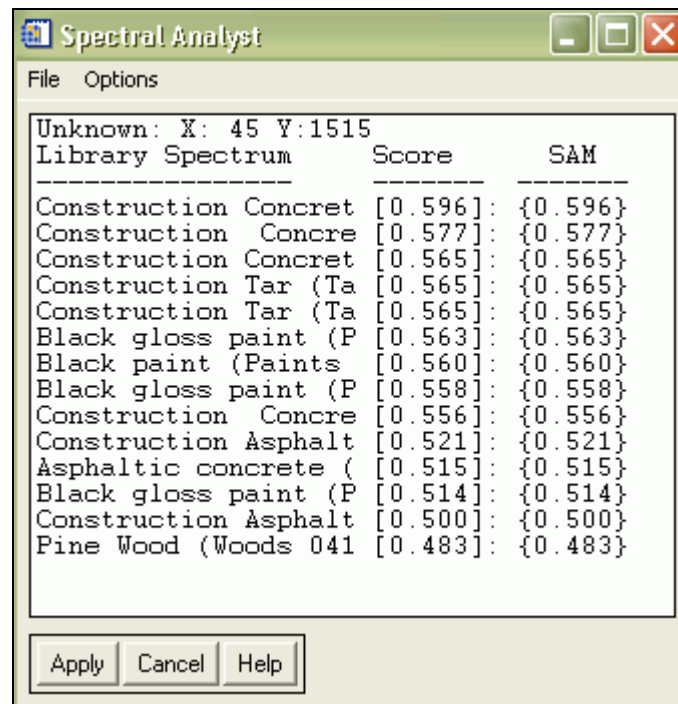 Spectral Analyst
File Options
Unknown: X: 45 Y:1515
Library Spectrum Score SAM
---------------- ------- -------
Construction Concret [0.596]: {0.596}
Construction  Concre [0.577]: {0.577}
Construction Concret [0.565]: {0.565}
Construction Tar (Ta [0.565]: {0.565}
Construction Tar (Ta [0.565]: {0.565}
Black gloss paint (P [0.563]: {0.563}
Black paint (Paints [0.560]: {0.560}
Black gloss paint (P [0.558]: {0.558}
Construction  Concre [0.556]: {0.556}
Construction Asphalt [0.521]: {0.521}
Asphaltic concrete ( [0.515]: {0.515}
Black gloss paint (P [0.514]: {0.514}
Construction Asphalt [0.500]: {0.500}
Pine Wood (Woods 041 [0.483]: {0.483}
Apply Cancel Help